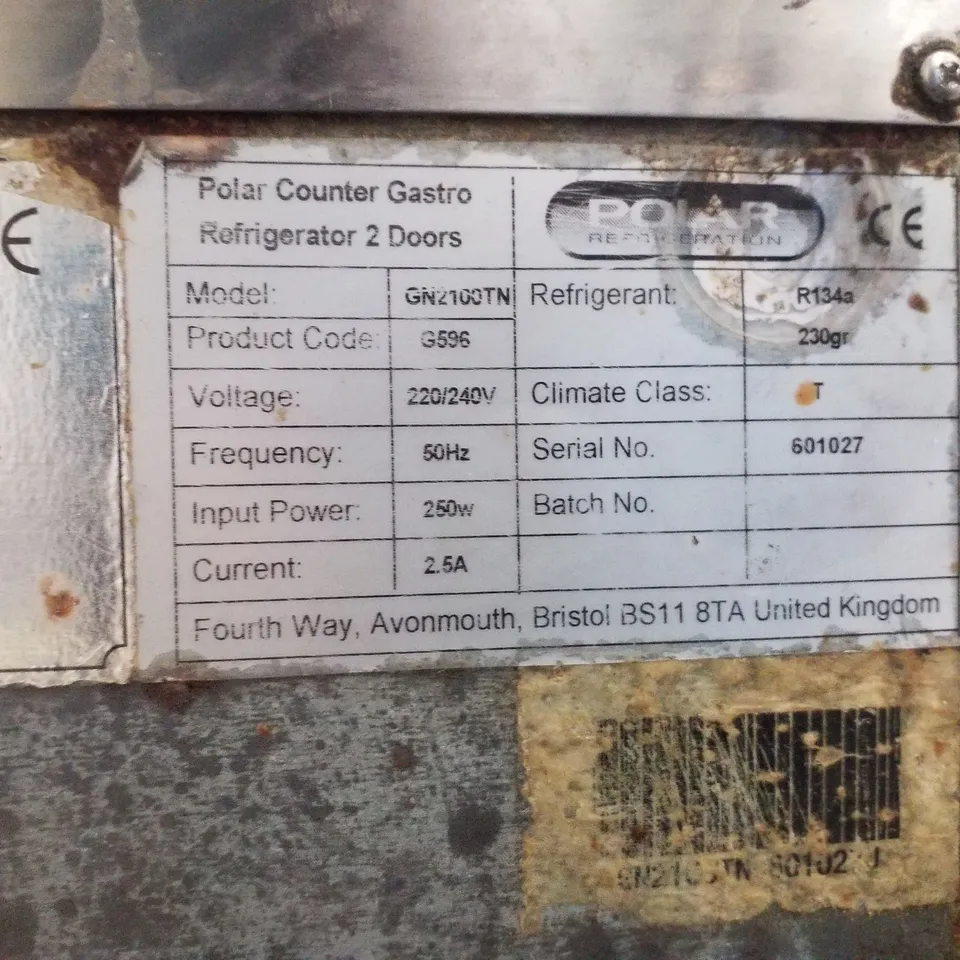 Polar Counter Gastro
Refrigerator 2 Doors
POLAR
REFRIGERATION
CE
CE
Model: GN2100TN Refrigerant: R134a
Product Code: G596 230gr
Voltage: 220/240V Climate Class: T
Frequency: 50Hz Serial No. 601027
Input Power: 250w Batch No.
Current: 2.5A
Fourth Way, Avonmouth, Bristol BS11 8TA United Kingdom
GN2100TN